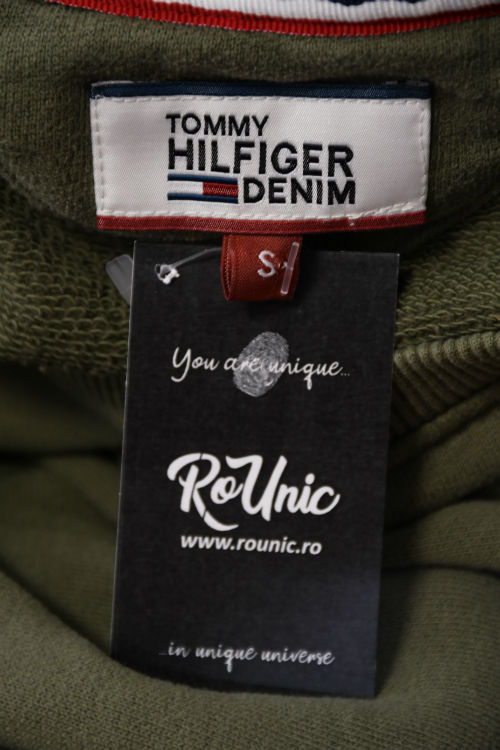 TOMMY
HILFIGER
DENIM
S
You are unique...
RoUnic
www.rounic.ro
...in unique universe